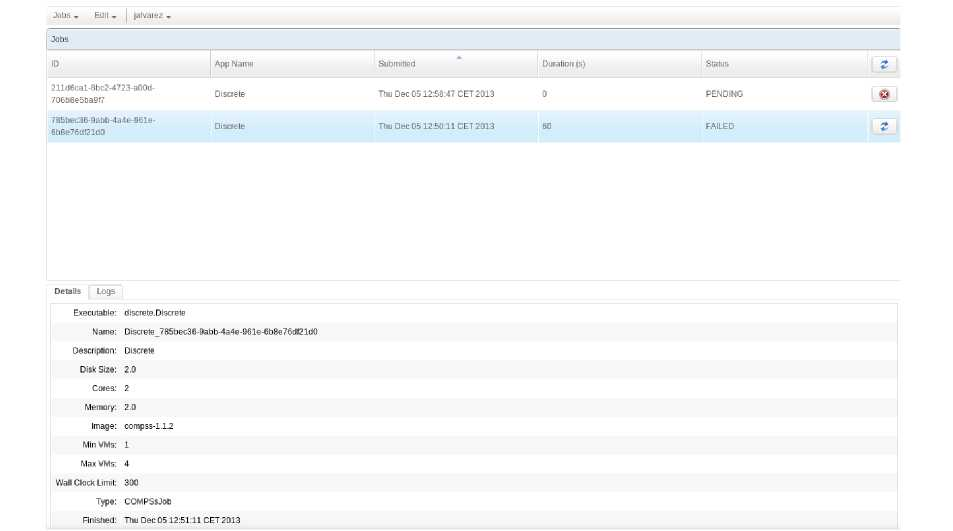 Jobs Edit jalvarez
Jobs
ID App Name Submitted Duration (s) Status
211d6ca1-8bc2-4723-a00d-
706b8e5ba9f7 Discrete Thu Dec 05 12:58:47 CET 2013 0 PENDING
785bec36-9abb-4a4e-961e-
6b8e76df21d0 Discrete Thu Dec 05 12:50:11 CET 2013 60 FAILED
Details Logs
Executable: discrete.Discrete
Name: Discrete_785bec36-9abb-4a4e-961e-6b8e76df21d0
Description: Discrete
Disk Size: 2.0
Cores: 2
Memory: 2.0
Image: compss-1.1.2
Min VMs: 1
Max VMs: 4
Wall Clock Limit: 300
Type: COMPSsJob
Finished: Thu Dec 05 12:51:11 CET 2013